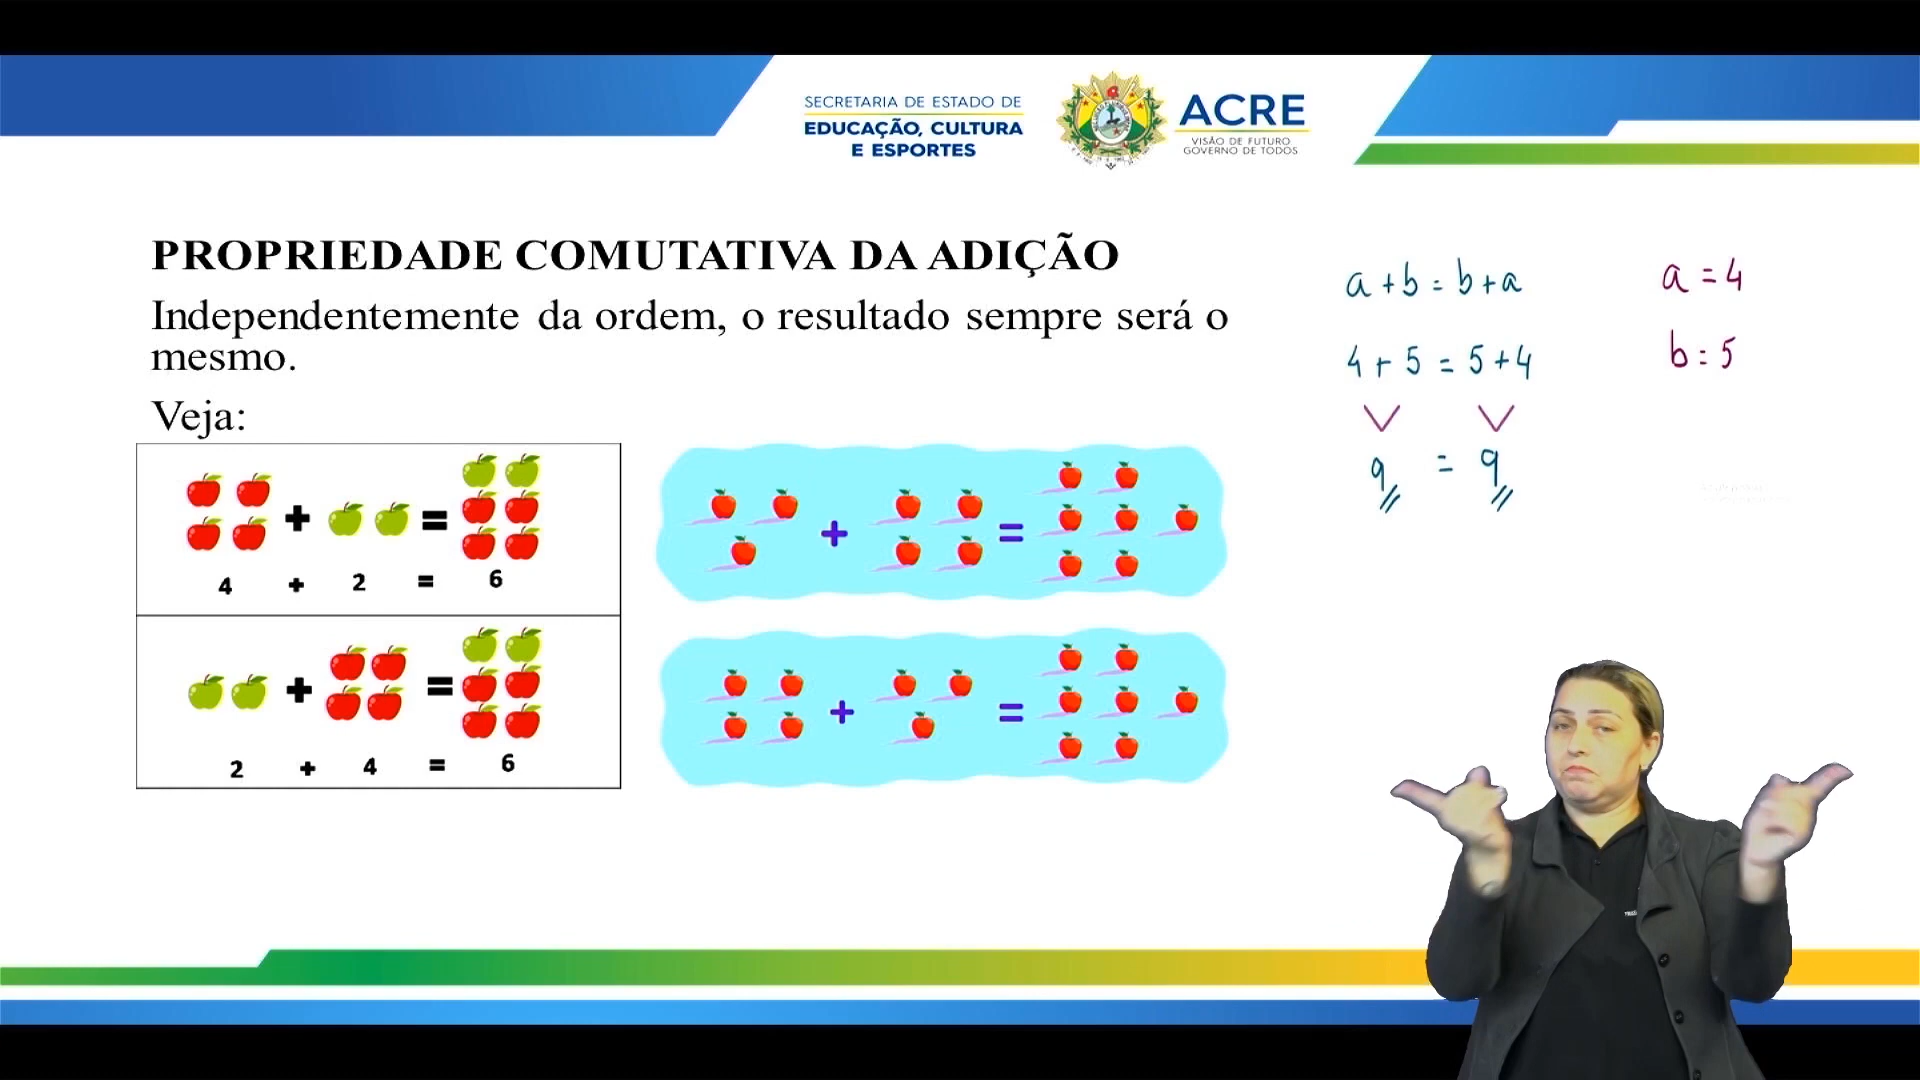 SECRETARIA DE ESTADO DE
EDUCAÇÃO, CULTURA
E ESPORTES
ACRE
VISÃO DE FUTURO
GOVERNO DE TODOS
PROPRIEDADE COMUTATIVA DA ADIÇÃO
Independentemente da ordem, o resultado sempre será o
mesmo.
Veja:
+ =
4 + 2 = 6
+ =
2 + 4 = 6
+ =
+ =
a + b = b + a
4 + 5 = 5 + 4
9 = 9
a = 4
b = 5